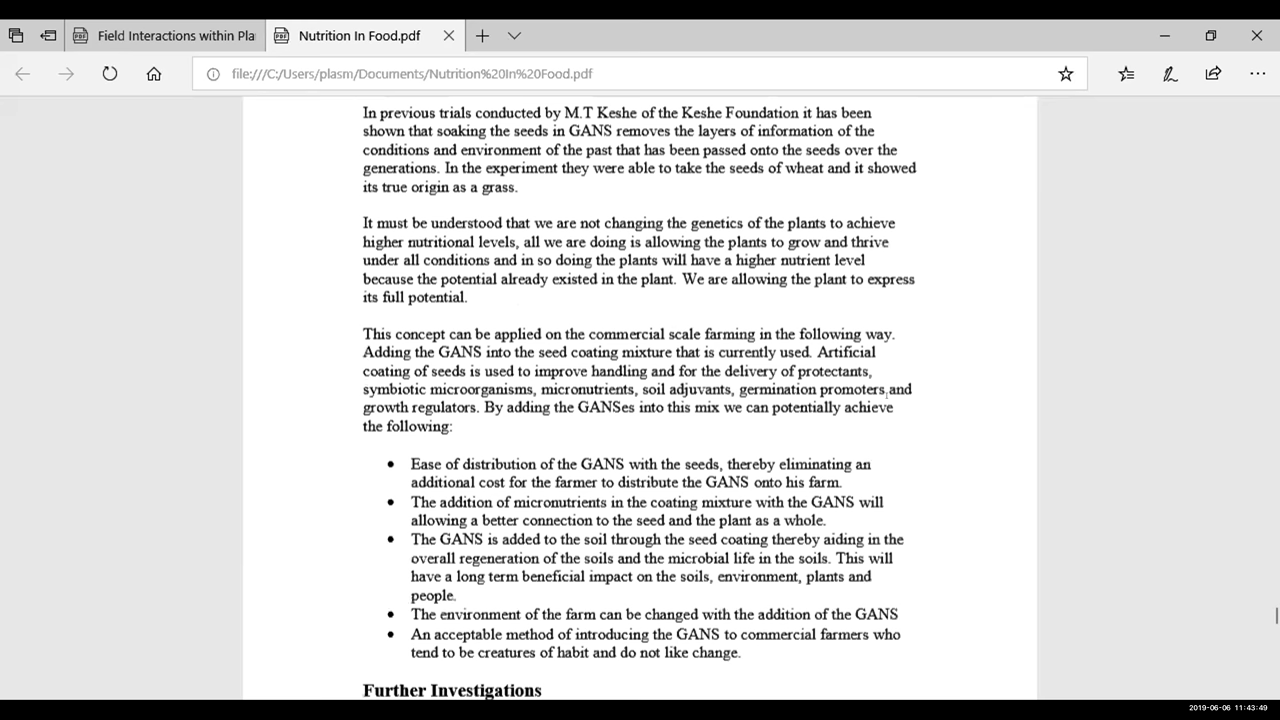 Field Interactions within Pla
Nutrition In Food.pdf
file:///C:/Users/plasm/Documents/Nutrition%20In%20Food.pdf
In previous trials conducted by M.T Keshe of the Keshe Foundation it has been
shown that soaking the seeds in GANS removes the layers of information of the
conditions and environment of the past that has been passed onto the seeds over the
generations. In the experiment they were able to take the seeds of wheat and it showed
its true origin as a grass.
It must be understood that we are not changing the genetics of the plants to achieve
higher nutritional levels, all we are doing is allowing the plants to grow and thrive
under all conditions and in so doing the plants will have a higher nutrient level
because the potential already existed in the plant. We are allowing the plant to express
its full potential.
This concept can be applied on the commercial scale farming in the following way.
Adding the GANS into the seed coating mixture that is currently used. Artificial
coating of seeds is used to improve handling and for the delivery of protectants,
symbiotic microorganisms, micronutrients, soil adjuvants, germination promoters and
growth regulators. By adding the GANSes into this mix we can potentially achieve
the following:
• Ease of distribution of the GANS with the seeds, thereby eliminating an
additional cost for the farmer to distribute the GANS onto his farm.
• The addition of micronutrients in the coating mixture with the GANS will
allowing a better connection to the seed and the plant as a whole.
• The GANS is added to the soil through the seed coating thereby aiding in the
overall regeneration of the soils and the microbial life in the soils. This will
have a long term beneficial impact on the soils, environment, plants and
people.
• The environment of the farm can be changed with the addition of the GANS
• An acceptable method of introducing the GANS to commercial farmers who
tend to be creatures of habit and do not like change.
Further Investigations
2019-06-06 11:43:49